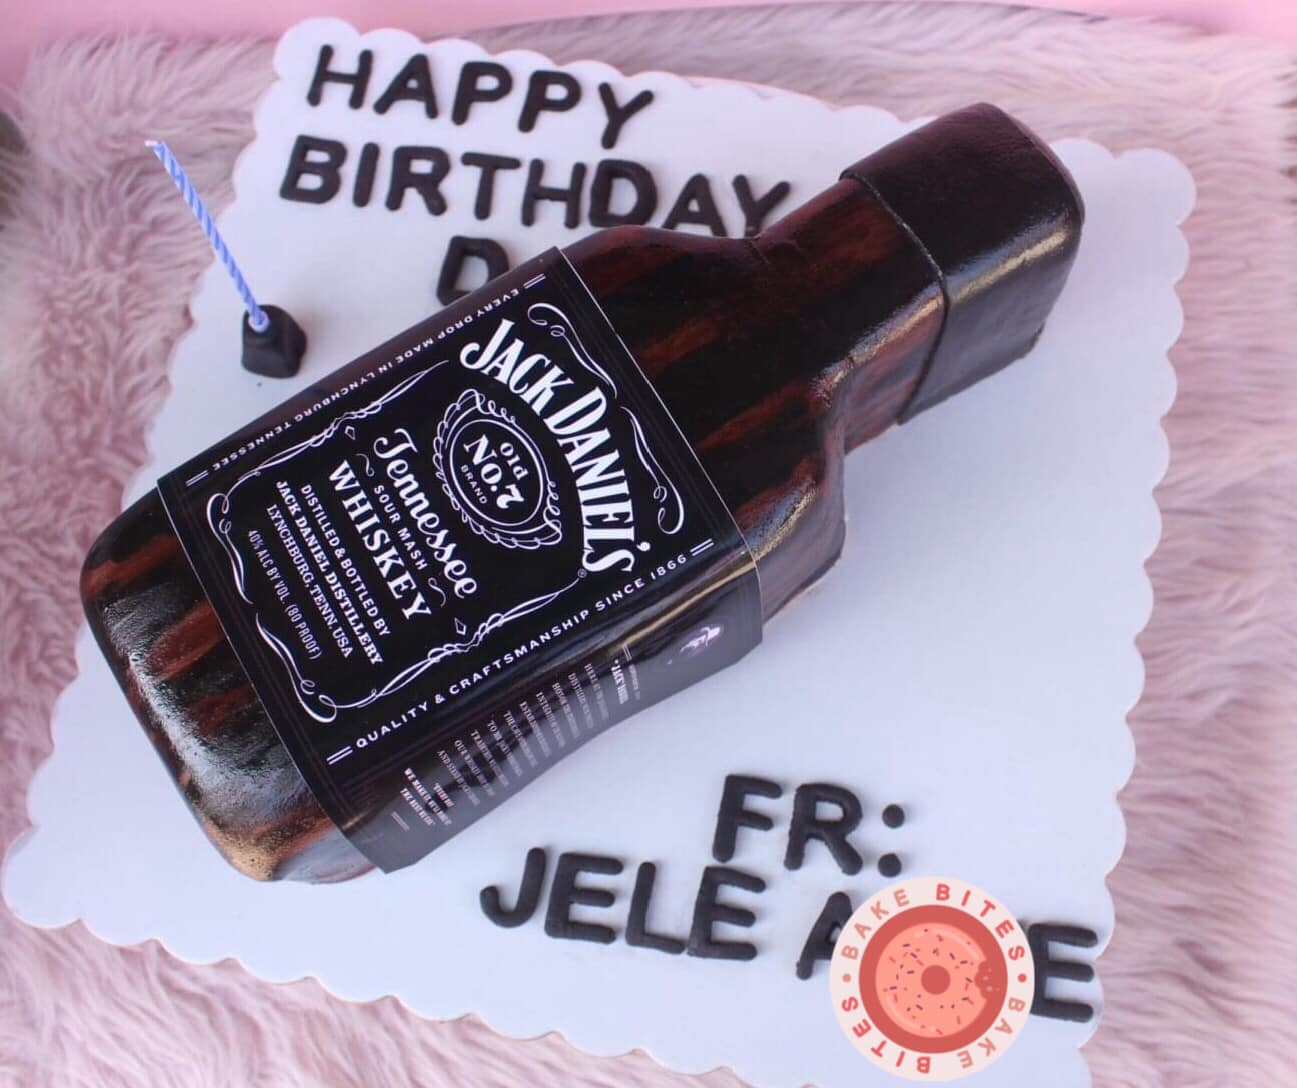 HAPPY
BIRTHDAY
D
EVERY DROP MADE IN LYNCHBURG TENNESSEE
JACK DANIEL'S
Old
No.7
BRAND
Tennessee
SOUR MASH
WHISKEY
DISTILLED & BOTTLED BY
JACK DANIEL DISTILLERY
LYNCHBURG, TENN. USA
40% ALC BY VOL (80 PROOF)
QUALITY & CRAFTSMANSHIP SINCE 1866
FR:
JELE
BAKE BITES • BAKE BITES •